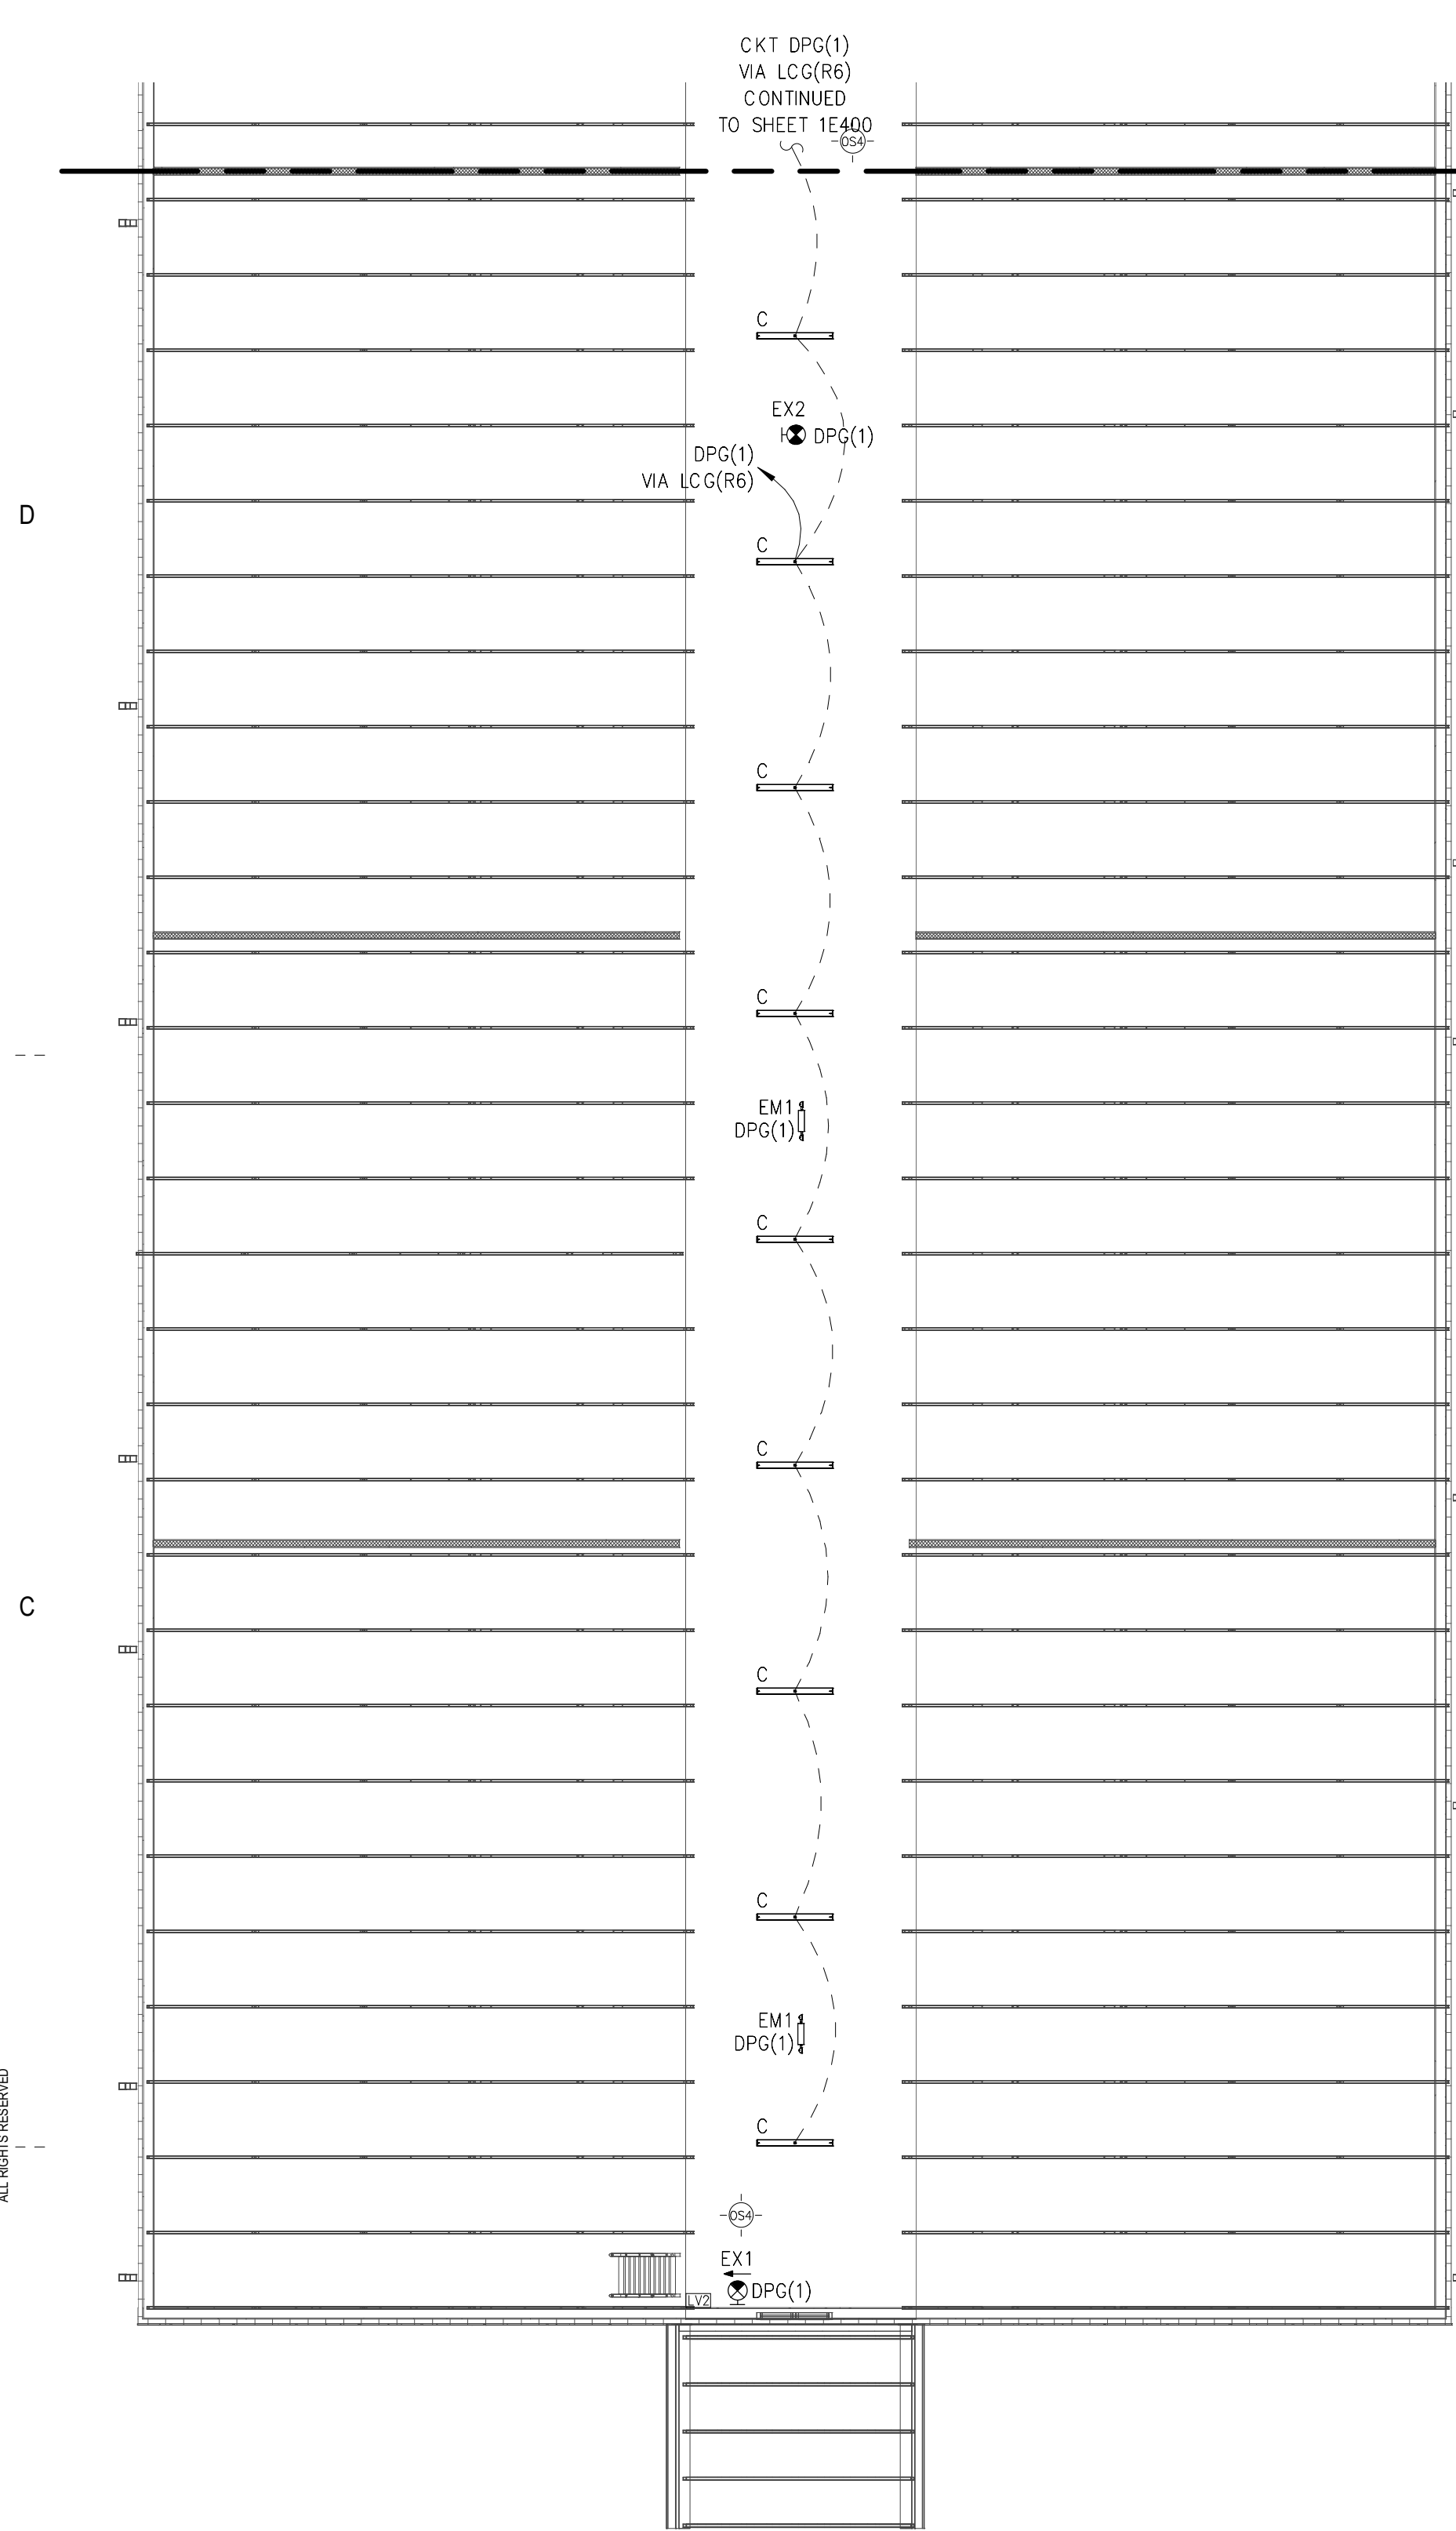 CKT DPG(1)
VIA LCG(R6)
CONTINUED
TO SHEET 1E400
OS4
C
EX2
DPG(1)
DPG(1)
VIA LCG(R6)
D
C
C
C
EM1
DPG(1)
C
C
C
C
C
EM1
DPG(1)
ALL RIGHTS RESERVED
C
OS4
EX1
DPG(1)
LV2